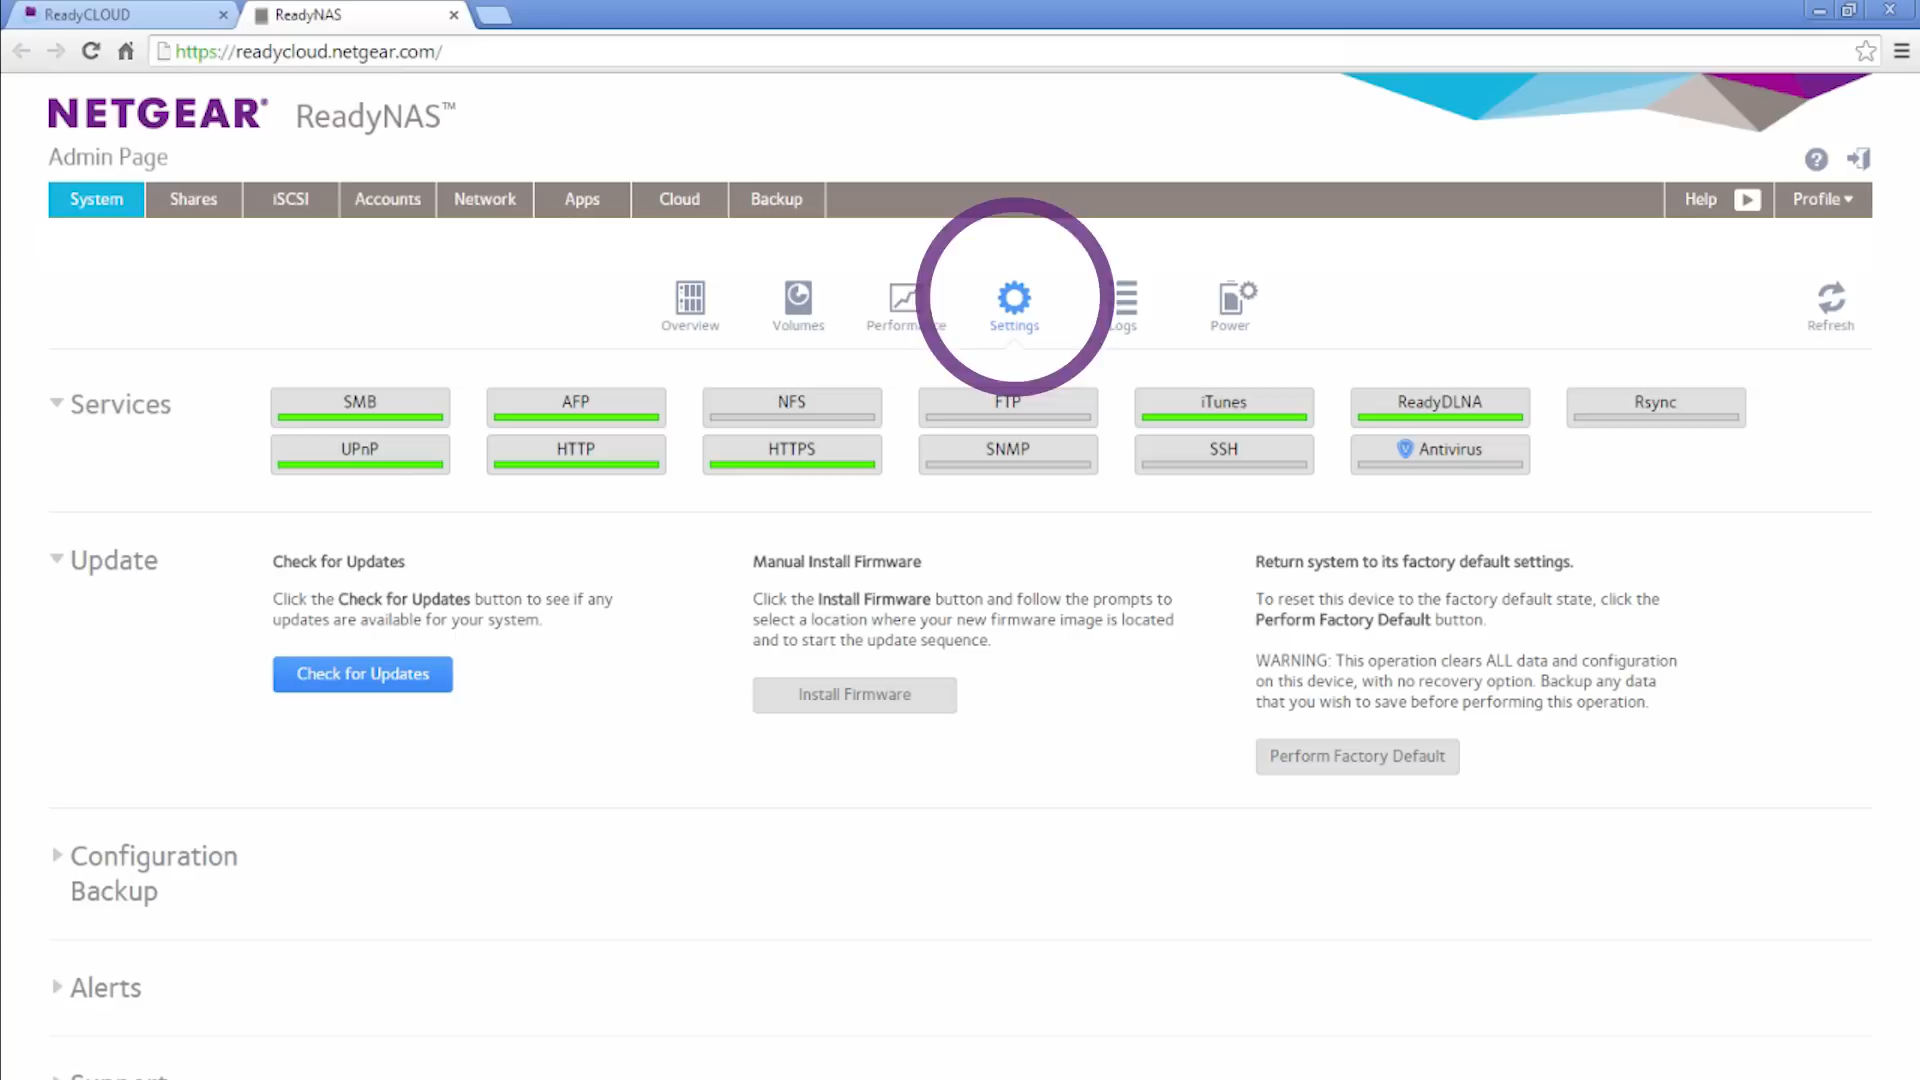 ReadyCLOUD
ReadyNAS
https://readycloud.netgear.com/
NETGEAR® ReadyNAS™
Admin Page
System Shares iSCSI Accounts Network Apps Cloud Backup Help Profile
Overview Volumes Performance Settings Logs Power Refresh
Services
SMB AFP NFS FTP iTunes ReadyDLNA Rsync
UPnP HTTP HTTPS SNMP SSH Antivirus
Update
Check for Updates
Click the Check for Updates button to see if any
updates are available for your system.
Check for Updates
Manual Install Firmware
Click the Install Firmware button and follow the prompts to
select a location where your new firmware image is located
and to start the update sequence.
Install Firmware
Return system to its factory default settings.
To reset this device to the factory default state, click the
Perform Factory Default button.
WARNING: This operation clears ALL data and configuration
on this device, with no recovery option. Backup any data
that you wish to save before performing this operation.
Perform Factory Default
Configuration
Backup
Alerts
Support